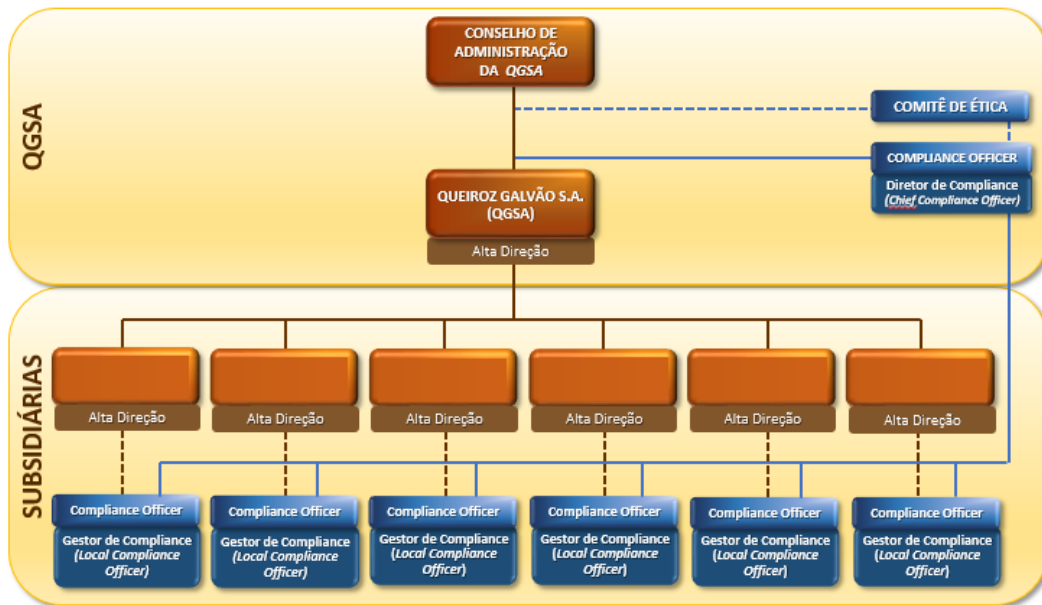 QGSA
CONSELHO DE
ADMINISTRAÇÃO
DA QGSA
COMITÊ DE ÉTICA
COMPLIANCE OFFICER
Diretor de Compliance
(Chief Compliance Officer)
QUEIROZ GALVÃO S.A.
(QGSA)
Alta Direção
SUBSIDIÁRIAS
Alta Direção
Alta Direção
Alta Direção
Alta Direção
Alta Direção
Alta Direção
Compliance Officer
Gestor de Compliance
(Local Compliance
Officer)
Compliance Officer
Gestor de Compliance
(Local Compliance
Officer)
Compliance Officer
Gestor de Compliance
(Local Compliance
Officer)
Compliance Officer
Gestor de Compliance
(Local Compliance
Officer)
Compliance Officer
Gestor de Compliance
(Local Compliance
Officer)
Compliance Officer
Gestor de Compliance
(Local Compliance
Officer)